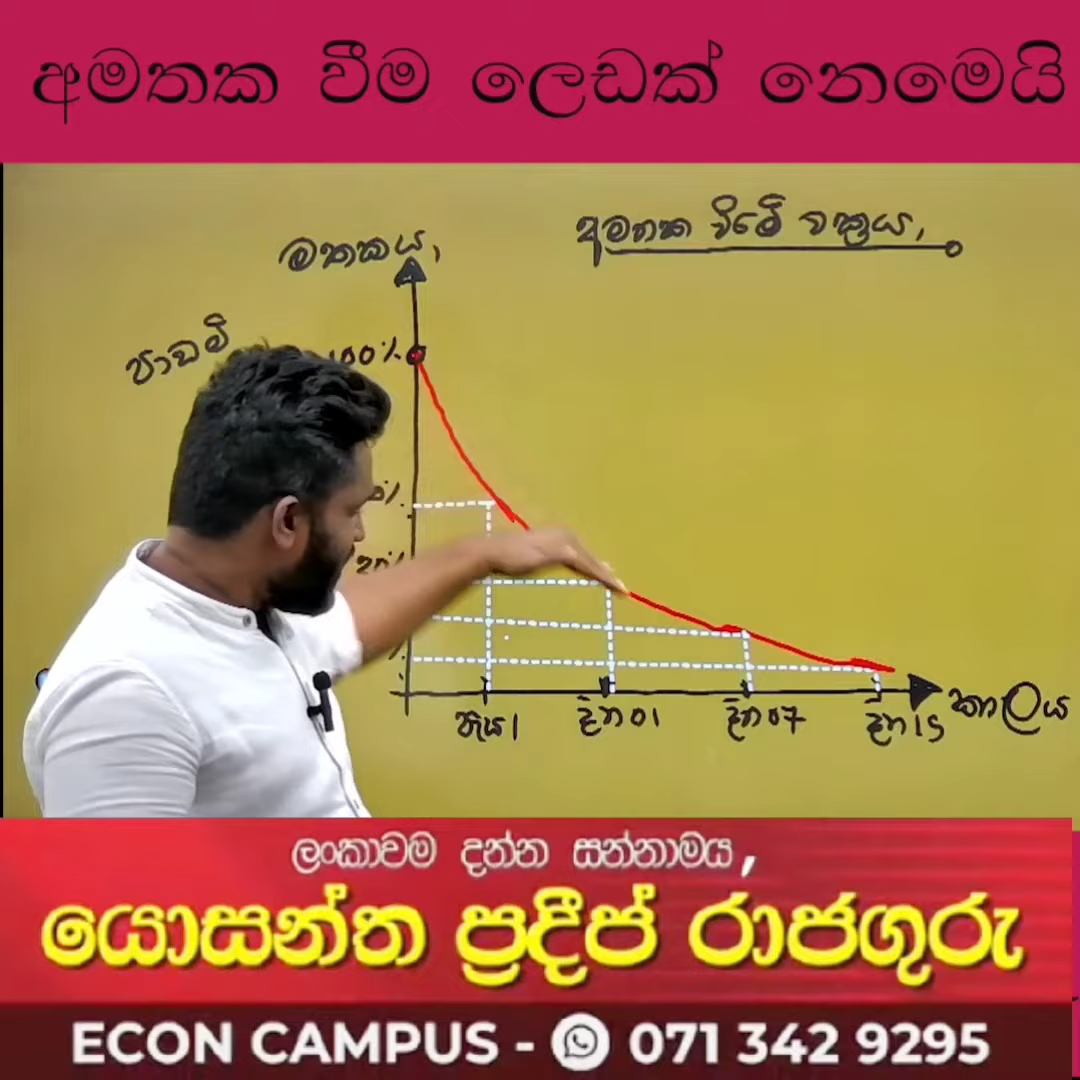 අමතක වීම ලෙඩක් නෙමෙයි
අමතක වීමේ වක්‍රය,
මතකය,
පාඩම්
100%
පැය 1
දින 01
දින 07
දින 15
කාලය
ලංකාවම දන්න සන්නාමය,
යොසන්ත ප්‍රදීප් රාජගුරු
ECON CAMPUS - 071 342 9295